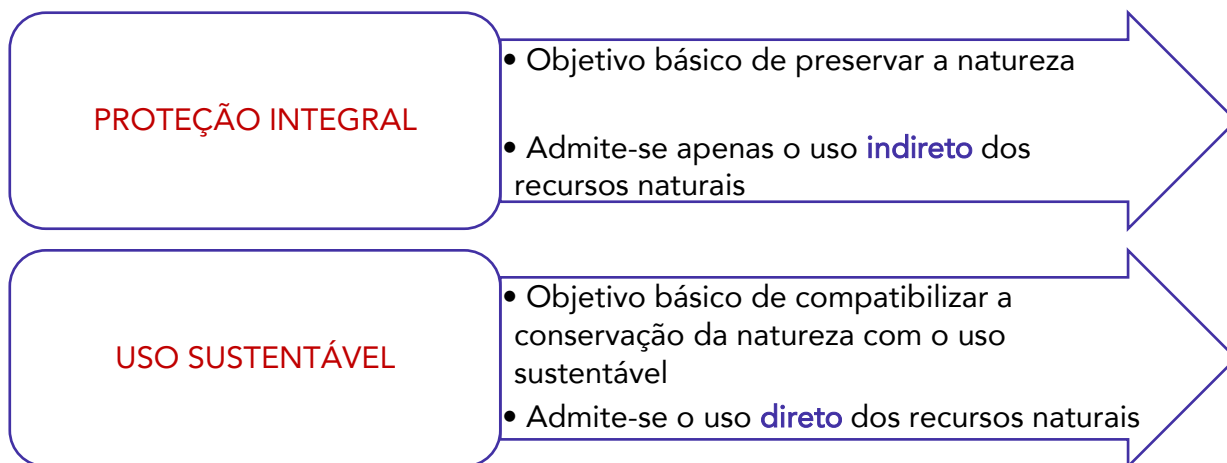 PROTEÇÃO INTEGRAL
• Objetivo básico de preservar a natureza
• Admite-se apenas o uso indireto dos
recursos naturais
USO SUSTENTÁVEL
• Objetivo básico de compatibilizar a
conservação da natureza com o uso
sustentável
• Admite-se o uso direto dos recursos naturais